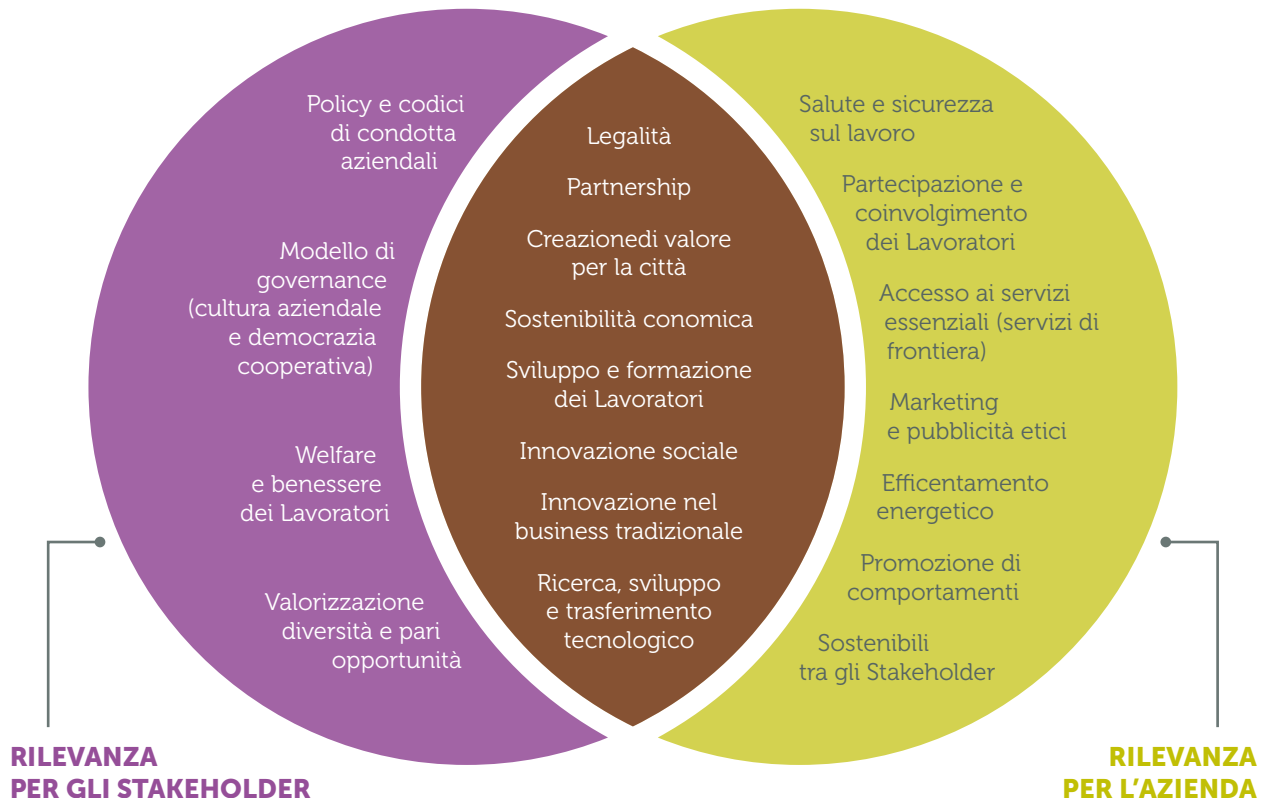 Policy e codici
di condotta
aziendali
Modello di
governance
(cultura aziendale
e democrazia
cooperativa)
Welfare
e benessere
dei Lavoratori
Valorizzazione
diversità e pari
opportunità
Legalità
Partnership
Creazionedi valore
per la città
Sostenibilità conomica
Sviluppo e formazione
dei Lavoratori
Innovazione sociale
Innovazione nel
business tradizionale
Ricerca, sviluppo
e trasferimento
tecnologico
Salute e sicurezza
sul lavoro
Partecipazione e
coinvolgimento
dei Lavoratori
Accesso ai servizi
essenziali (servizi di
frontiera)
Marketing
e pubblicità etici
Efficentamento
energetico
Promozione di
comportamenti
Sostenibili
tra gli Stakeholder
RILEVANZA
PER GLI STAKEHOLDER
RILEVANZA
PER L'AZIENDA